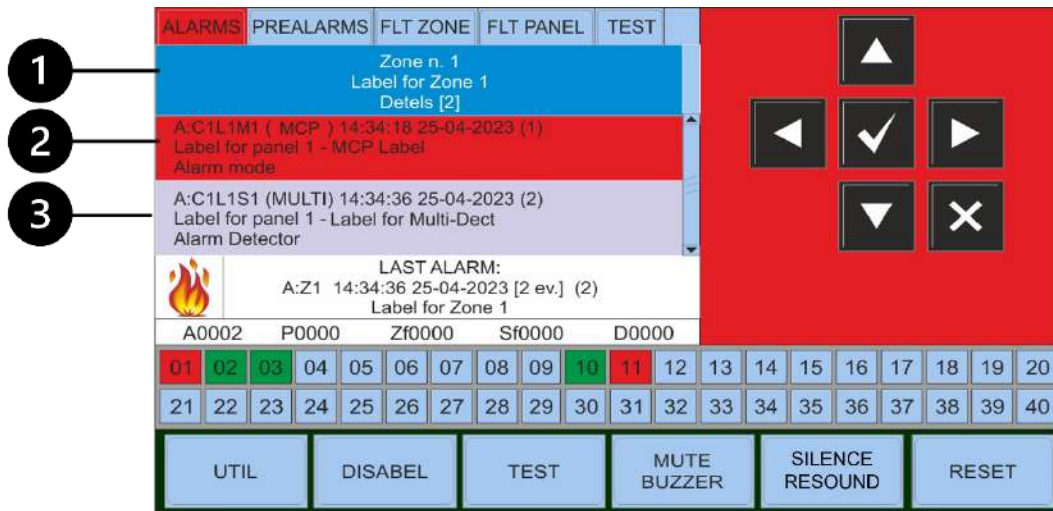 ALARMS PREALARMS FLT ZONE FLT PANEL TEST
1
Zone n. 1
Label for Zone 1
Detels [2]
2
A:C1L1M1 ( MCP ) 14:34:18 25-04-2023 (1)
Label for panel 1 - MCP Label
Alarm mode
3
A:C1L1S1 (MULTI) 14:34:36 25-04-2023 (2)
Label for panel 1 - Label for Multi-Dect
Alarm Detector
LAST ALARM:
A:Z1 14:34:36 25-04-2023 [2 ev.] (2)
Label for Zone 1
A0002 P0000 Zf0000 Sf0000 D0000
01 02 03 04 05 06 07 08 09 10 11 12 13 14 15 16 17 18 19 20
21 22 23 24 25 26 27 28 29 30 31 32 33 34 35 36 37 38 39 40
UTIL DISABEL TEST MUTE BUZZER SILENCE RESOUND RESET